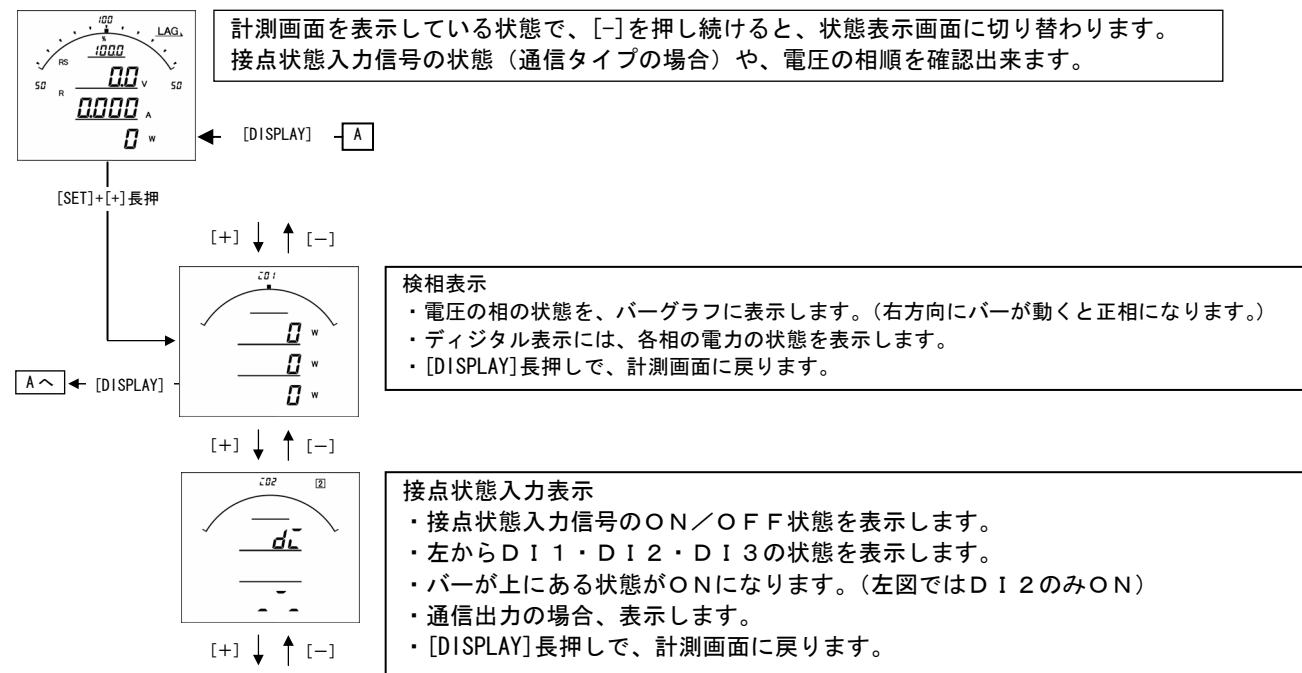 計測画面を表示している状態で、[-]を押し続けると、状態表示画面に切り替わります。
接点状態入力信号の状態（通信タイプの場合）や、電圧の相順を確認出来ます。
100
LAG
%
100.0
RS
50
0.0 V
50
R
0.000 A
0 W
[DISPLAY]
A
[SET]+[+]長押
[+]
[-]
C01
0 W
0 W
0 W
検相表示
・電圧の相の状態を、バーグラフに表示します。（右方向にバーが動くと正相になります。）
・ディジタル表示には、各相の電力の状態を表示します。
・[DISPLAY]長押しで、計測画面に戻ります。
Aへ
[DISPLAY]
[+]
[-]
C02
2
di
接点状態入力表示
・接点状態入力信号のＯＮ／ＯＦＦ状態を表示します。
・左からＤＩ１・ＤＩ２・ＤＩ３の状態を表示します。
・バーが上にある状態がＯＮになります。（左図ではＤＩ２のみＯＮ）
・通信出力の場合、表示します。
・[DISPLAY]長押しで、計測画面に戻ります。
[+]
[-]